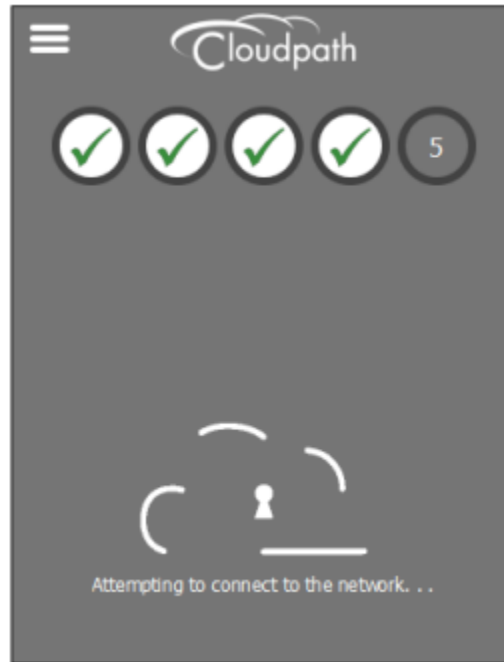 Cloudpath
5
Attempting to connect to the network. . .